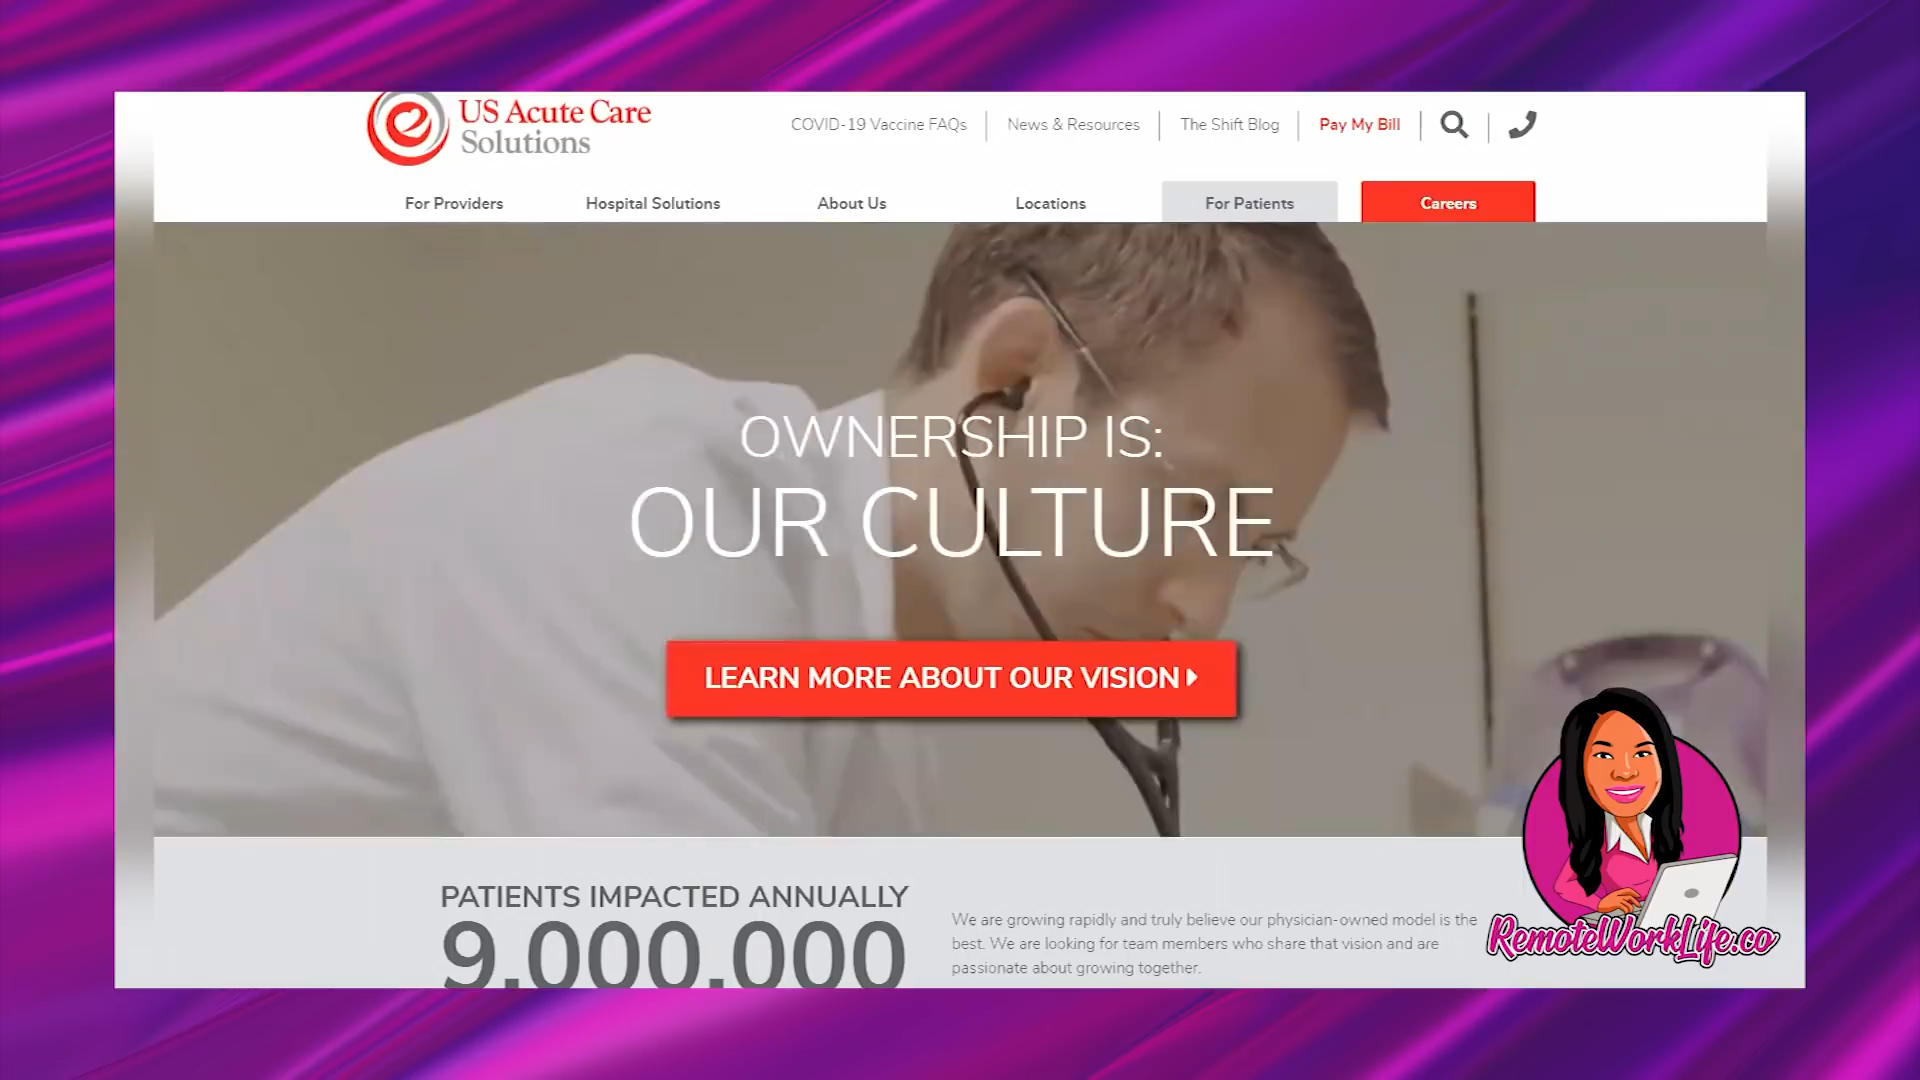 US Acute Care
Solutions
COVID-19 Vaccine FAQs
News & Resources
The Shift Blog
Pay My Bill
For Providers
Hospital Solutions
About Us
Locations
For Patients
Careers
OWNERSHIP IS:
OUR CULTURE
LEARN MORE ABOUT OUR VISION
PATIENTS IMPACTED ANNUALLY
9,000,000
We are growing rapidly and truly believe our physician-owned model is the
best. We are looking for team members who share that vision and are
passionate about growing together.
RemoteWorkLife.co